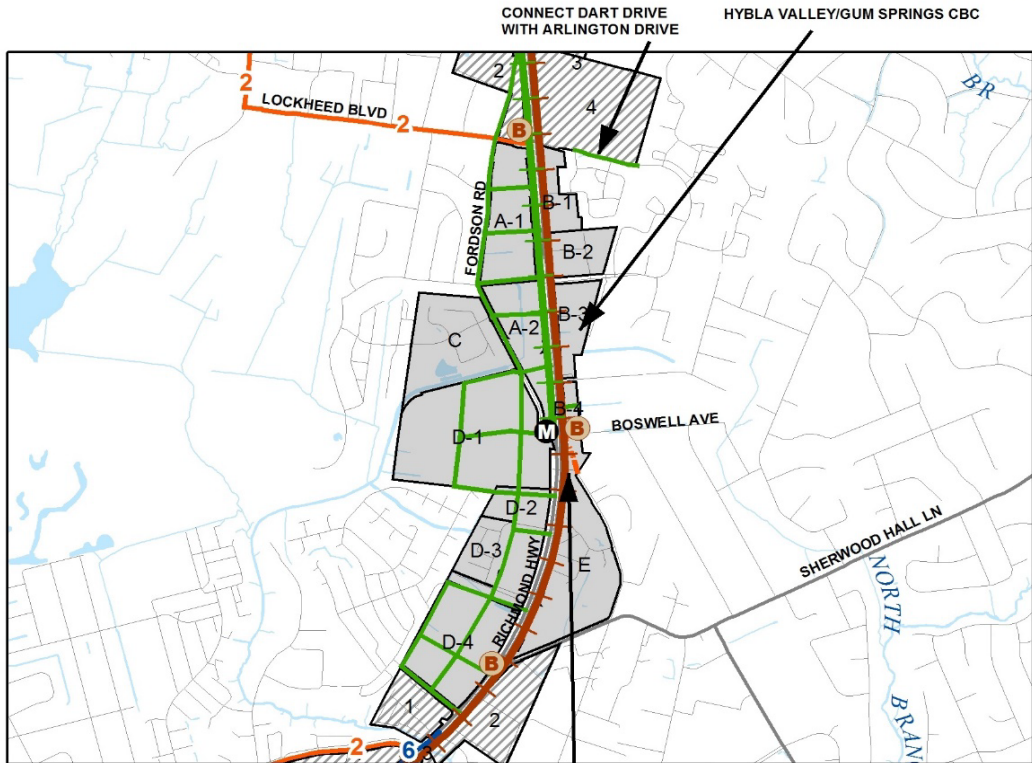 CONNECT DART DRIVE
WITH ARLINGTON DRIVE
HYBLA VALLEY/GUM SPRINGS CBC
2
2
3
BR
4
LOCKHEED BLVD
2
B
FORDSON RD
B-1
A-1
B-2
B-3
A-2
C
B-4
M
B
BOSWELL AVE
D-1
D-2
D-3
E
RICHMOND HWY
SHERWOOD HALL LN
NORTH
BRAN
D-4
B
1
2
2
6
3